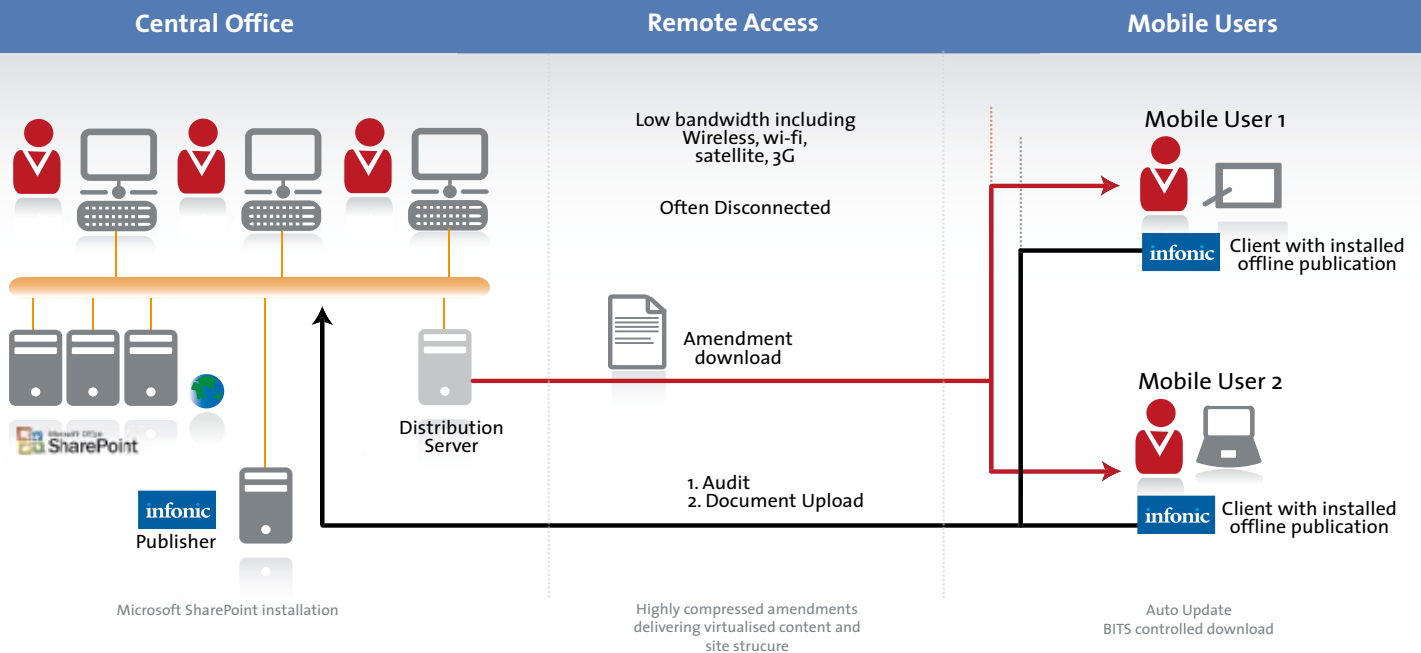 Central Office
Remote Access
Mobile Users
Low bandwidth including
Wireless, wi-fi,
satellite, 3G
Often Disconnected
Mobile User 1
infonic
Client with installed
offline publication
Amendment
download
Mobile User 2
Distribution
Server
Microsoft Office
SharePoint
1. Audit
2. Document Upload
infonic
Client with installed
offline publication
infonic
Publisher
Microsoft SharePoint installation
Highly compressed amendments
delivering virtualised content and
site strucure
Auto Update
BITS controlled download